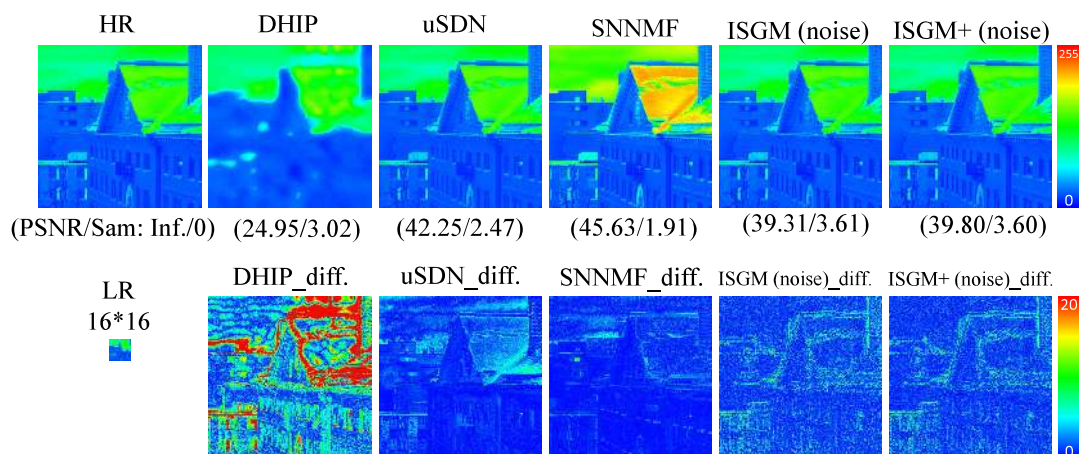 HR DHIP uSDN SNNMF ISGM (noise) ISGM+ (noise)
255
0
(PSNR/Sam: Inf./0) (24.95/3.02) (42.25/2.47) (45.63/1.91) (39.31/3.61) (39.80/3.60)
DHIP_diff. uSDN_diff. SNNMF_diff. ISGM (noise)_diff. ISGM+ (noise)_diff.
LR
16*16
20
0